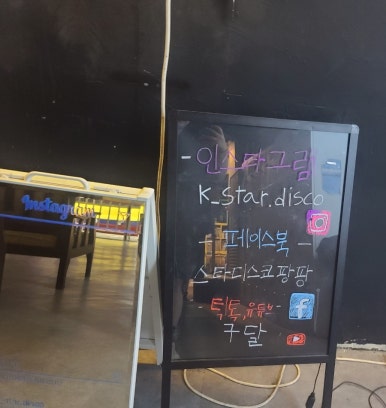 Instagram
- 인스타그램
K_star.disco
- 페이스북 -
스타디스코팡팡
- 틱톡,유튜브 -
구달